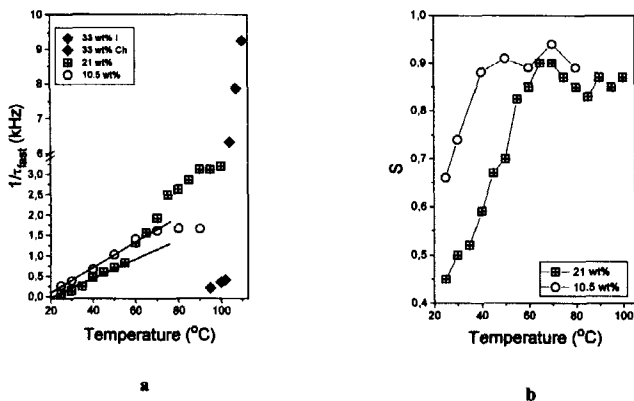 10
9
8
7
6
3,0
2,5
2,0
1,5
1,0
0,5
0,0
1/τfast (kHz)
33 wt% I
33 wt% Ch
21 wt%
10.5 wt%
20 40 60 80 100
Temperature (°C)
a
1,0
0,9
0,8
0,7
0,6
0,5
0,4
S
21 wt%
10.5 wt%
20 40 60 80 100
Temperature (°C)
b